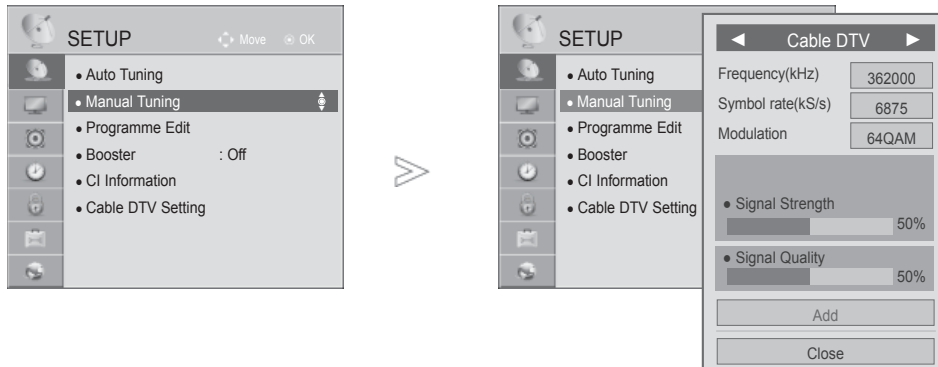 SETUP
Move OK
• Auto Tuning
• Manual Tuning
• Programme Edit
• Booster : Off
• CI Information
• Cable DTV Setting
SETUP
• Auto Tuning
• Manual Tuning
• Programme Edit
• Booster
• CI Information
• Cable DTV Setting
◄ Cable DTV ►
Frequency(kHz) 362000
Symbol rate(kS/s) 6875
Modulation 64QAM
• Signal Strength
50%
• Signal Quality
50%
Add
Close